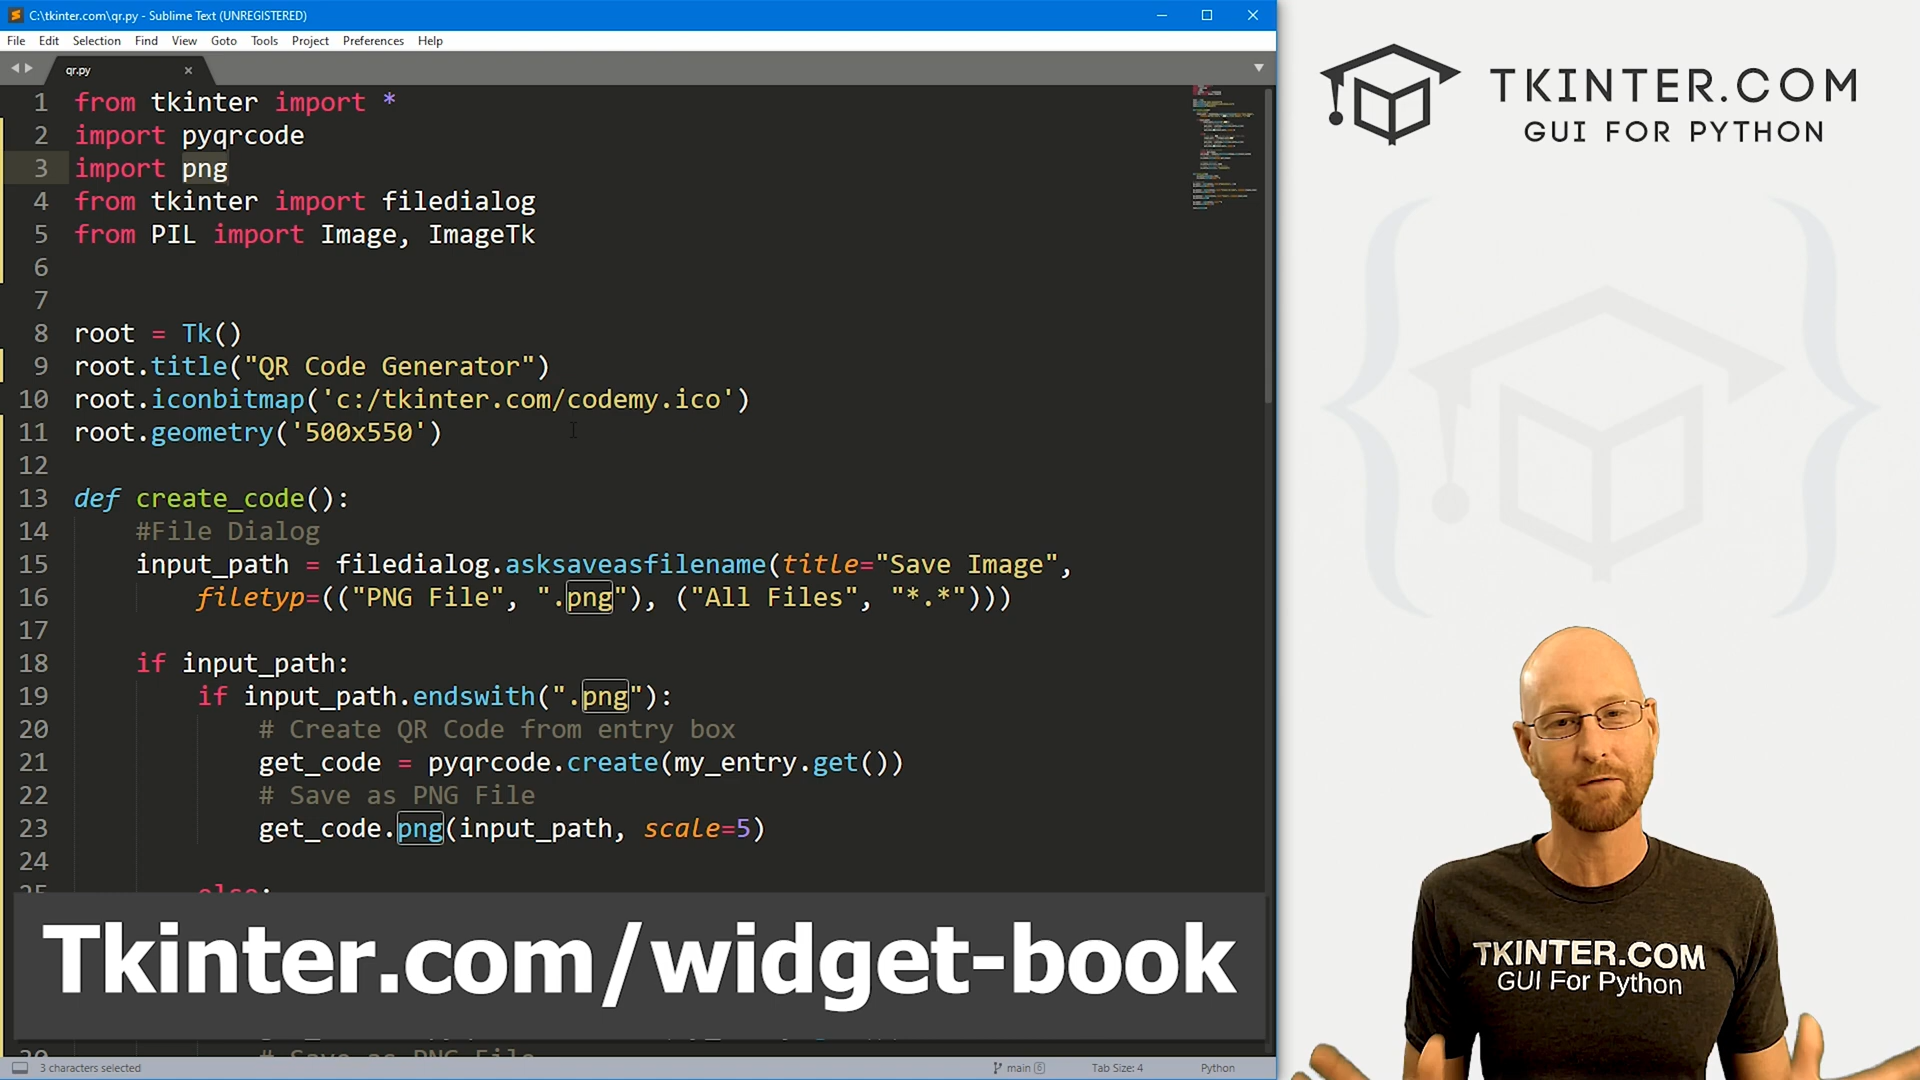 C:\tkinter.com\qr.py - Sublime Text (UNREGISTERED)
File Edit Selection Find View Goto Tools Project Preferences Help
qr.py
1 from tkinter import *
2 import pyqrcode
3 import png
4 from tkinter import filedialog
5 from PIL import Image, ImageTk
6
7
8 root = Tk()
9 root.title("QR Code Generator")
10 root.iconbitmap('c:/tkinter.com/codemy.ico')
11 root.geometry('500x550')
12
13 def create_code():
14 #File Dialog
15 input_path = filedialog.asksaveasfilename(title="Save Image",
16 filetyp=(("PNG File", ".png"), ("All Files", "*.*")))
17
18 if input_path:
19 if input_path.endswith(".png"):
20 # Create QR Code from entry box
21 get_code = pyqrcode.create(my_entry.get())
22 # Save as PNG File
23 get_code.png(input_path, scale=5)
24
25 else:
Tkinter.com/widget-book
# Save as PNG File
3 characters selected main 6 Tab Size: 4 Python
TKINTER.COM
GUI FOR PYTHON
TKINTER.COM
GUI For Python